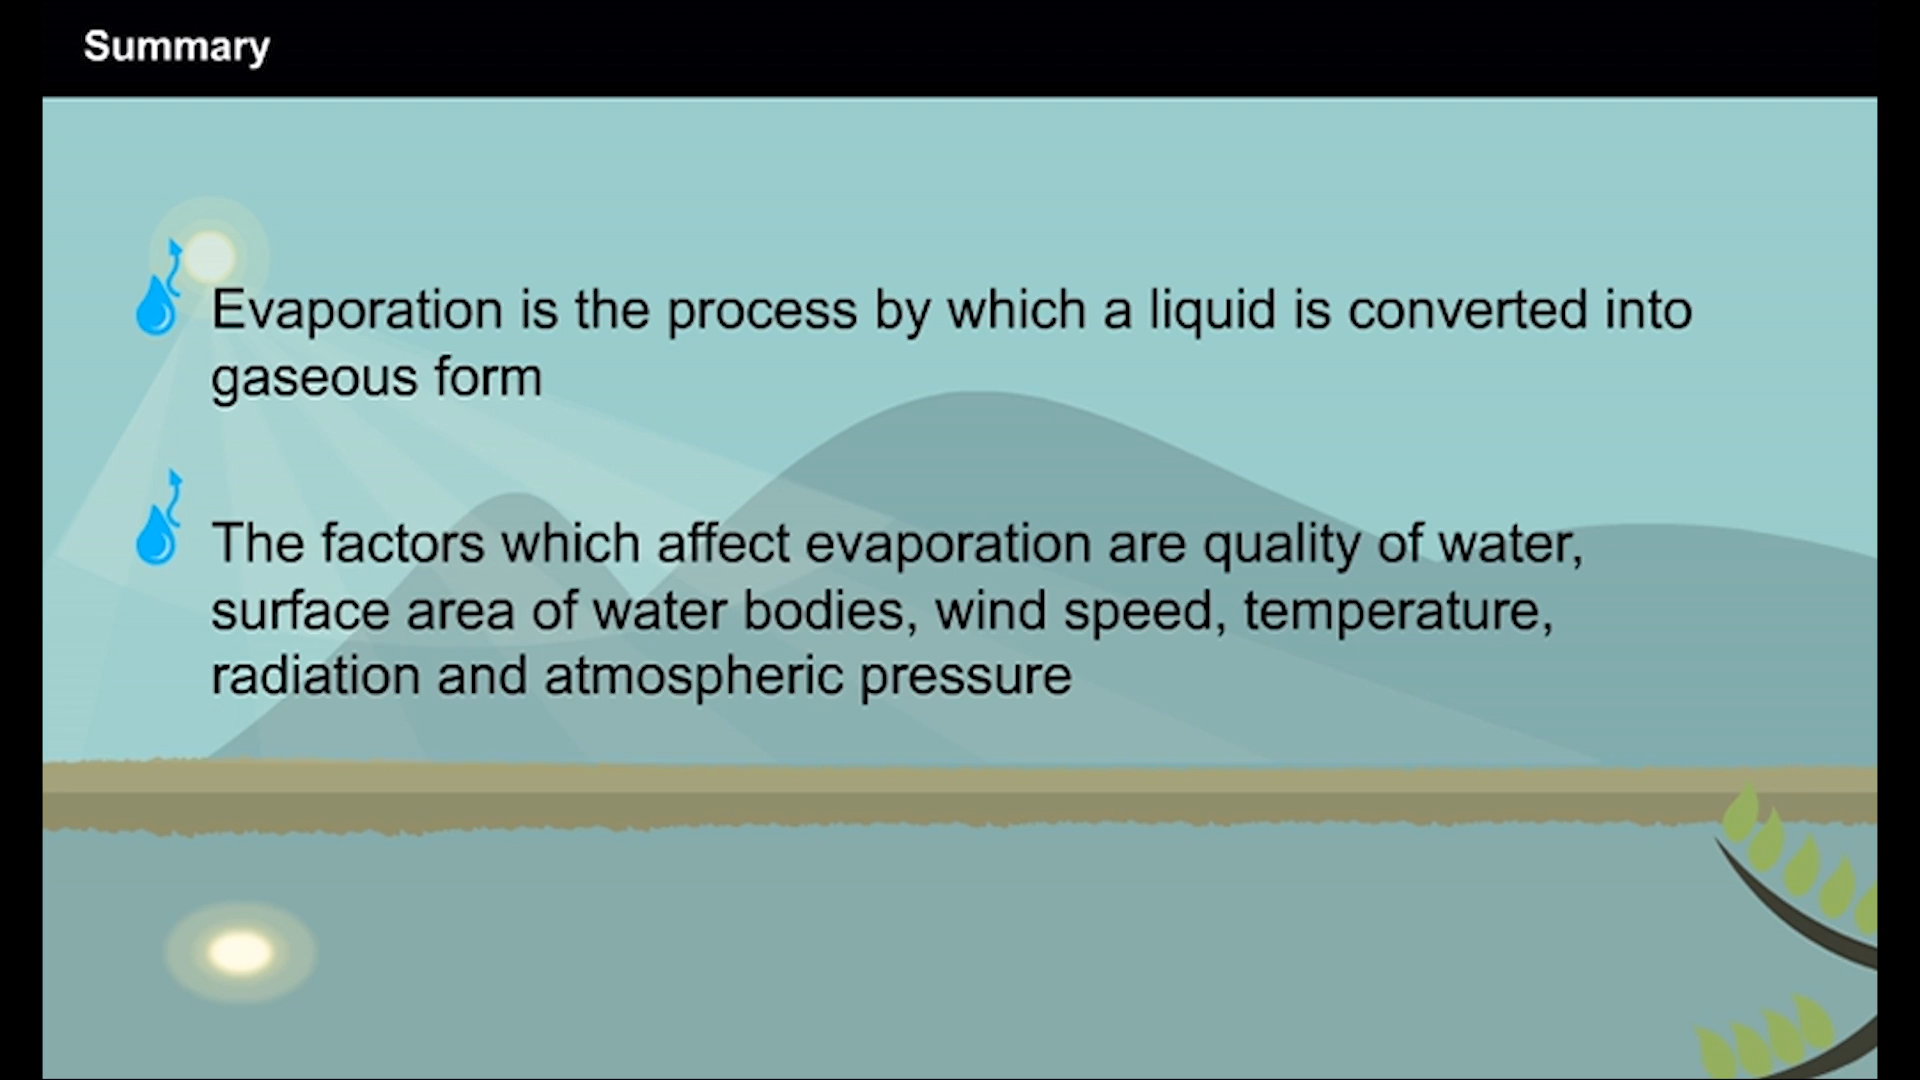 Summary
Evaporation is the process by which a liquid is converted into
gaseous form
The factors which affect evaporation are quality of water,
surface area of water bodies, wind speed, temperature,
radiation and atmospheric pressure